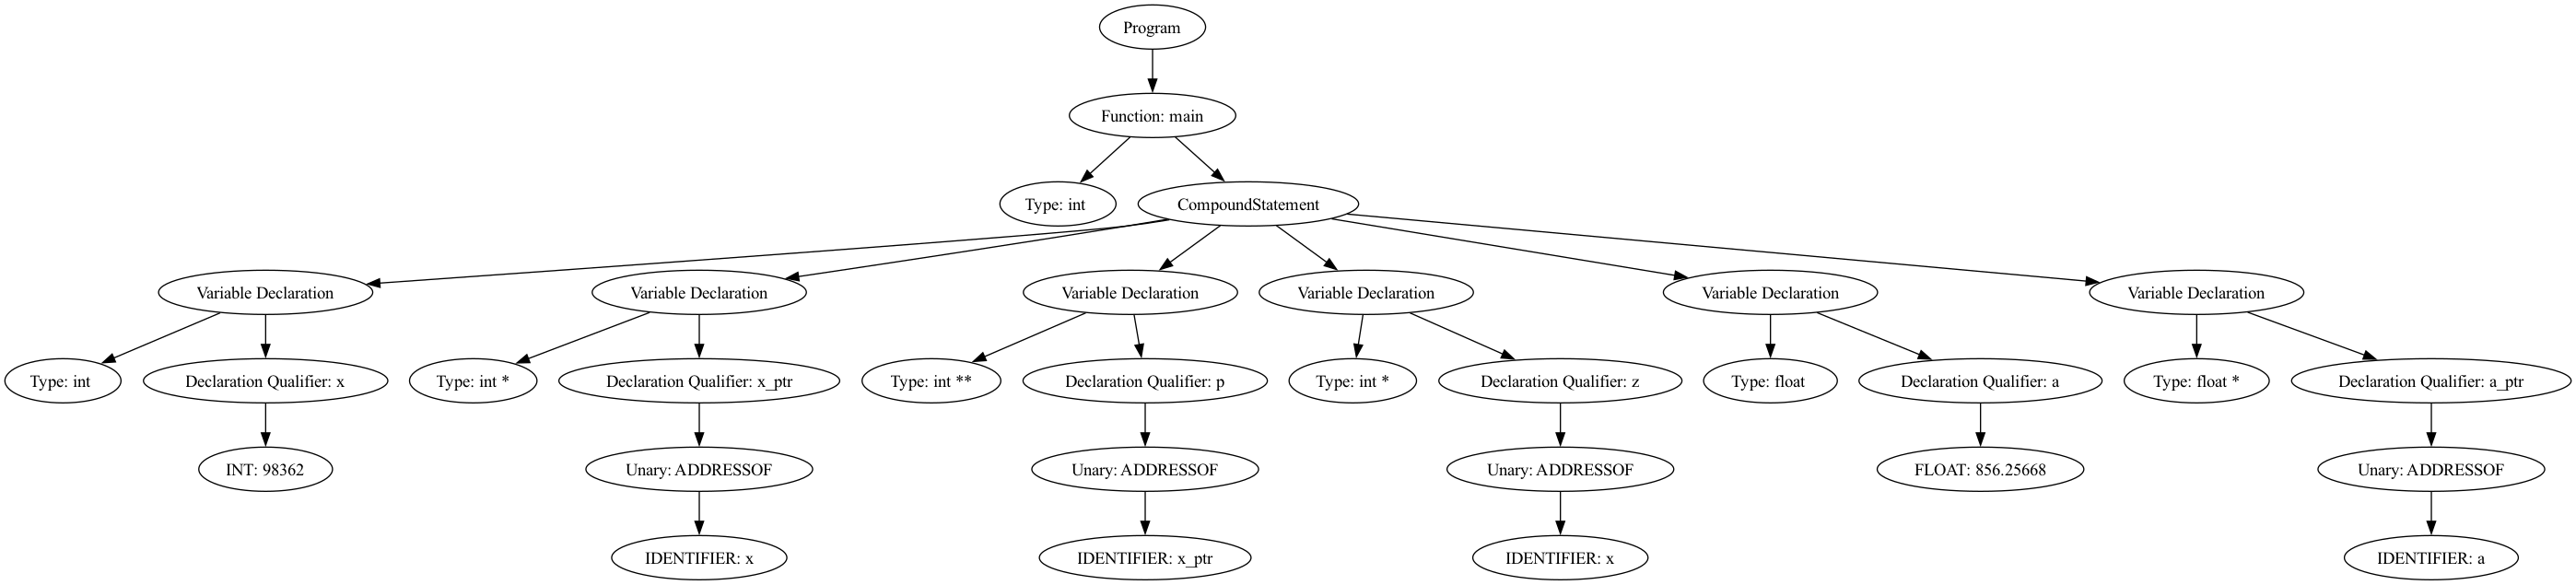 Program
Function: main
Type: int
CompoundStatement
Variable Declaration
Variable Declaration
Variable Declaration
Variable Declaration
Variable Declaration
Variable Declaration
Type: int
Declaration Qualifier: x
Type: int *
Declaration Qualifier: x_ptr
Type: int **
Declaration Qualifier: p
Type: int *
Declaration Qualifier: z
Type: float
Declaration Qualifier: a
Type: float *
Declaration Qualifier: a_ptr
INT: 98362
Unary: ADDRESSOF
Unary: ADDRESSOF
Unary: ADDRESSOF
FLOAT: 856.25668
Unary: ADDRESSOF
IDENTIFIER: x
IDENTIFIER: x_ptr
IDENTIFIER: x
IDENTIFIER: a